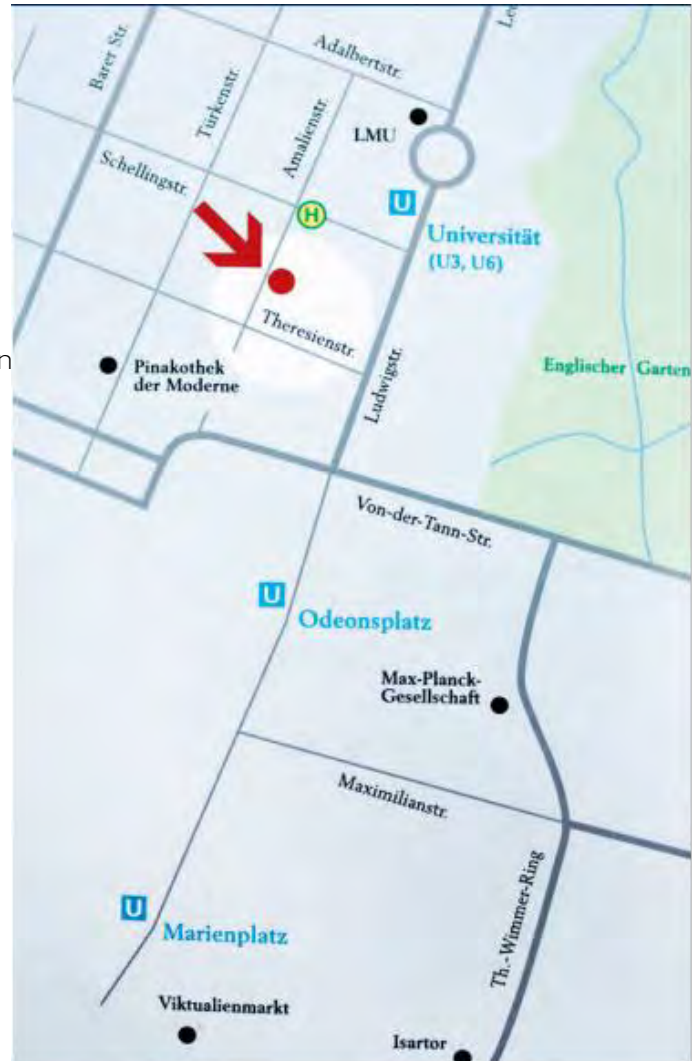 Barer Str.
Türkenstr.
Adalbertstr.
Amalienstr.
LMU
Schellingstr.
H
U
Universität
(U3, U6)
Theresienstr.
n
Pinakothek
der Moderne
Ludwigstr.
Englischer Garten
Von-der-Tann-Str.
U
Odeonsplatz
Max-Planck-
Gesellschaft
Maximilianstr.
U
Marienplatz
Th.-Wimmer-Ring
Viktualienmarkt
Isartor